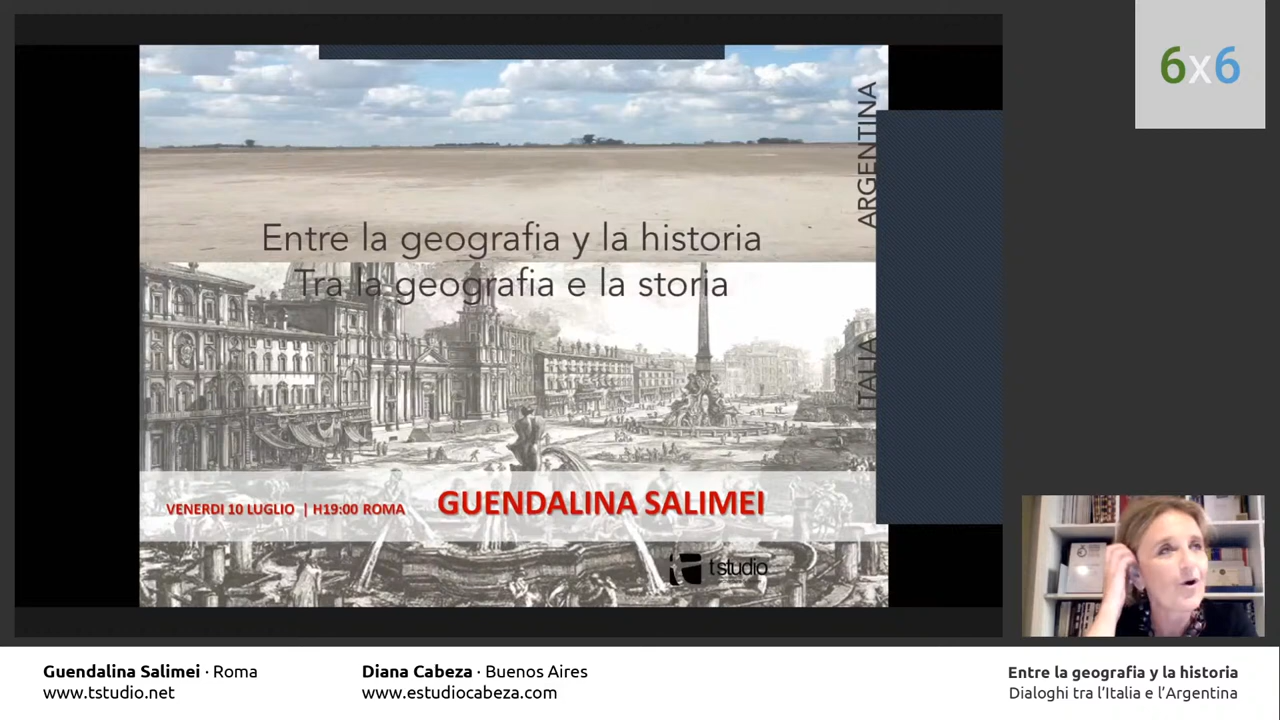 6x6
ARGENTINA
Entre la geografia y la historia
Tra la geografia e la storia
ITALIA
VENERDI 10 LUGLIO | H19:00 ROMA
GUENDALINA SALIMEI
tstudio
Guendalina Salimei · Roma
www.tstudio.net
Diana Cabeza · Buenos Aires
www.estudiocabeza.com
Entre la geografia y la historia
Dialoghi tra l'Italia e l'Argentina